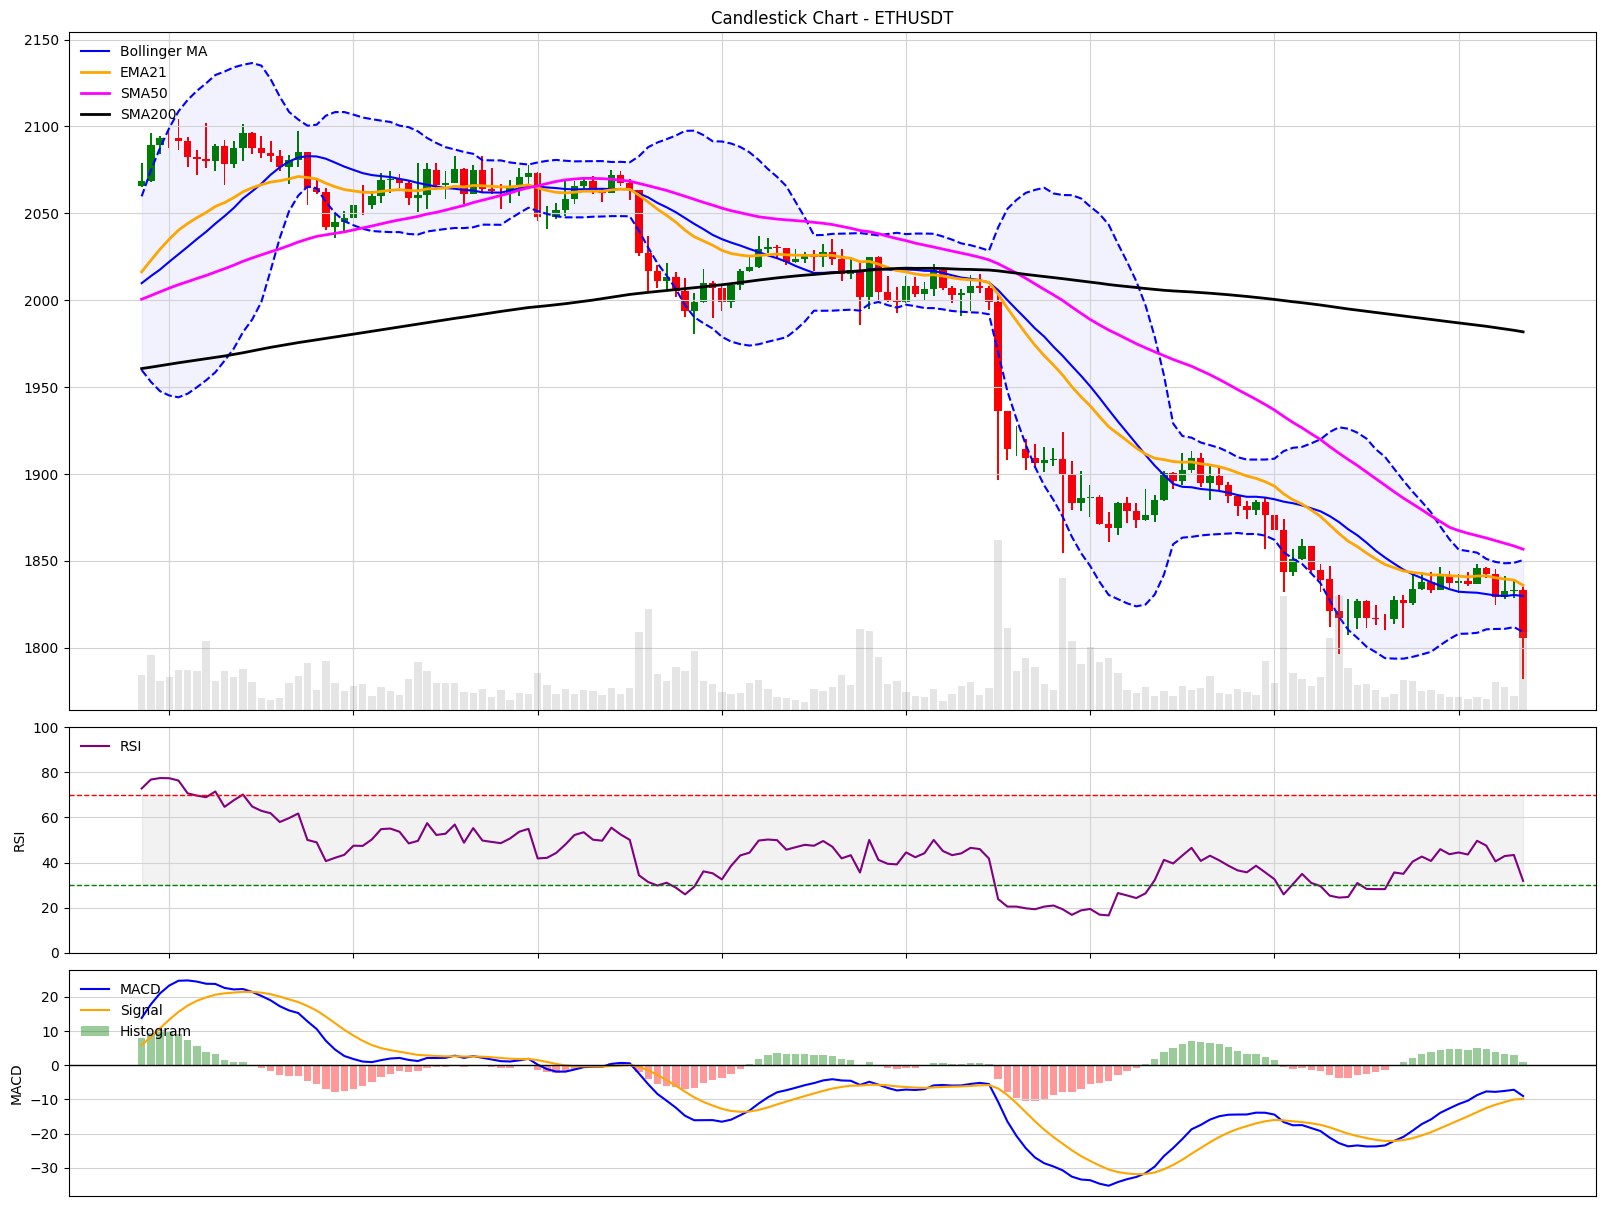 Candlestick Chart - ETHUSDT
2150
2100
2050
2000
1950
1900
1850
1800
Bollinger MA
EMA21
SMA50
SMA200
100
80
60
40
20
0
RSI
RSI
20
10
0
−10
−20
−30
MACD
MACD
Signal
Histogram